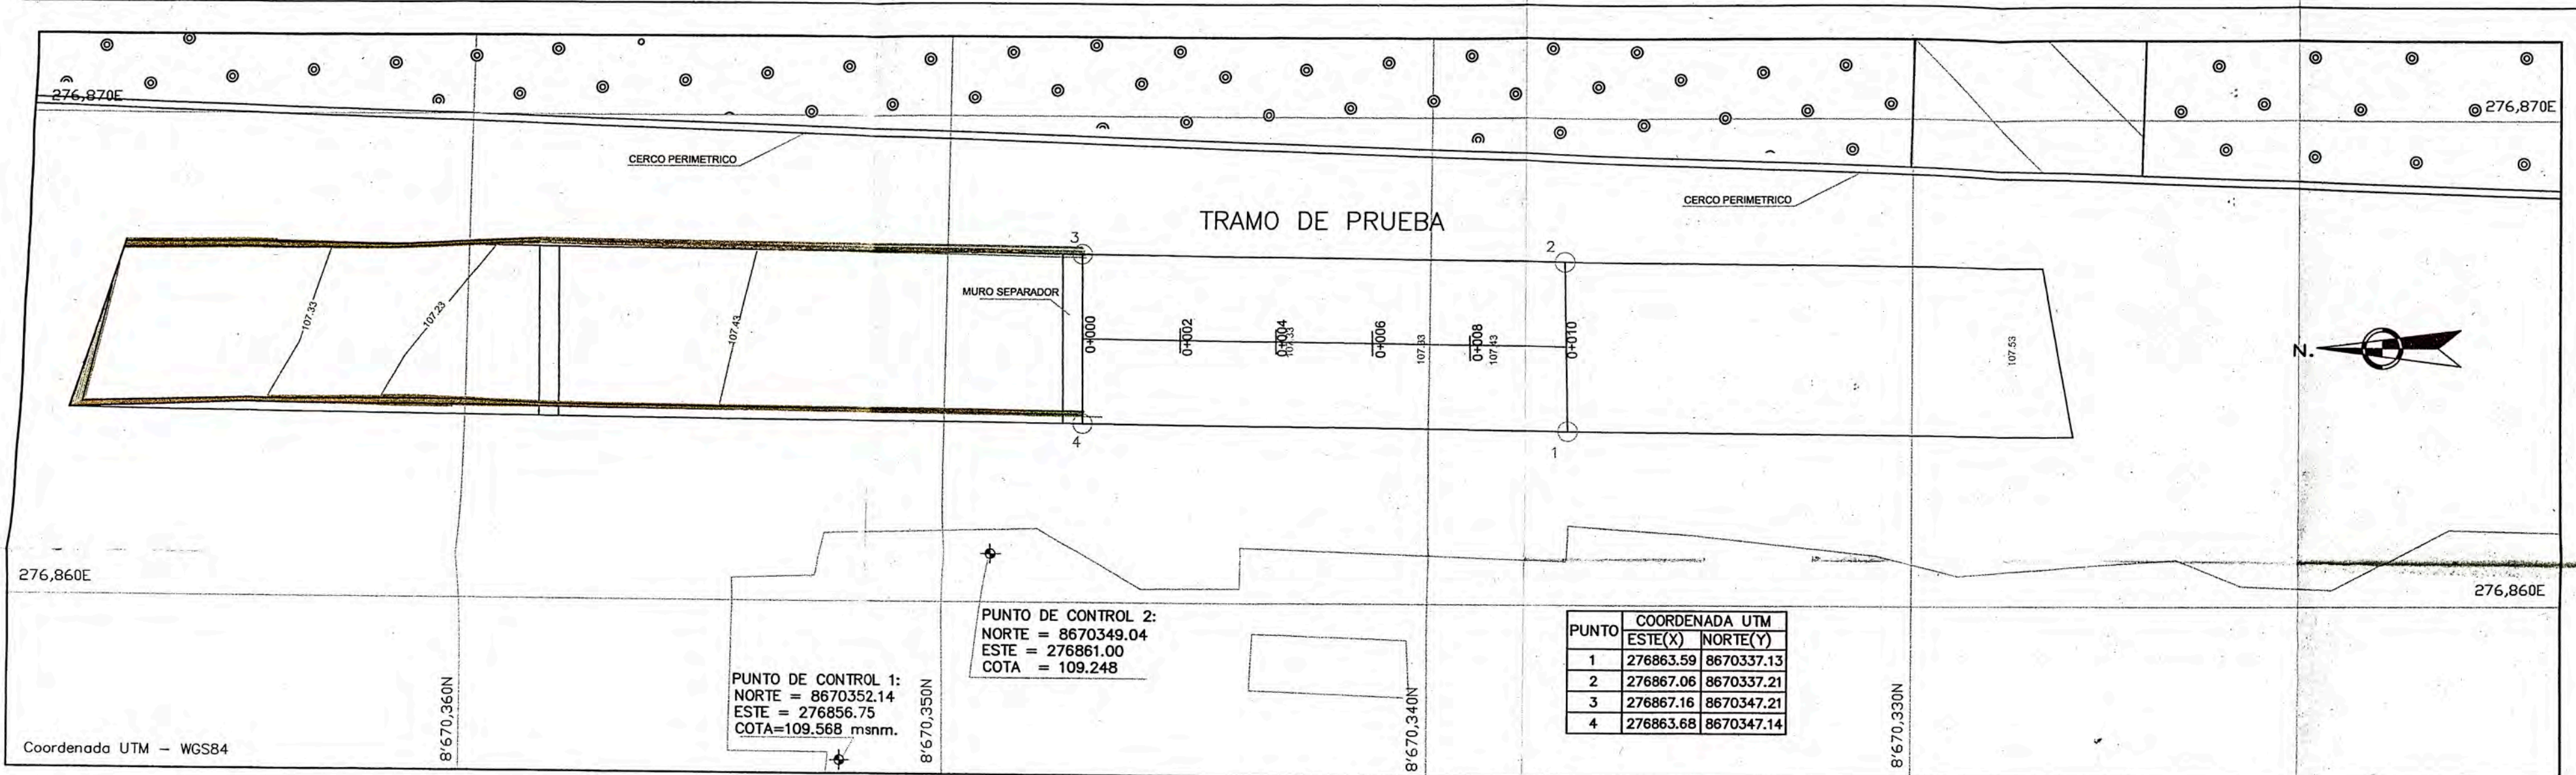 276,870E
276,870E
CERCO PERIMETRICO
CERCO PERIMETRICO
TRAMO DE PRUEBA
3
2
MURO SEPARADOR
107.33
107.23
107.43
0+000
0+002
0+004
107.33
0+006
107.33
0+008
107.43
0+010
107.53
N.
4
1
276,860E
276,860E
PUNTO DE CONTROL 2:
NORTE = 8670349.04
ESTE = 276861.00
COTA = 109.248
PUNTO DE CONTROL 1:
NORTE = 8670352.14
ESTE = 276856.75
COTA=109.568 msnm.
PUNTO COORDENADA UTM
ESTE(X) NORTE(Y)
1 276863.59 8670337.13
2 276867.06 8670337.21
3 276867.16 8670347.21
4 276863.68 8670347.14
8'670,360N
8'670,350N
8'670,340N
8'670,330N
Coordenada UTM – WGS84